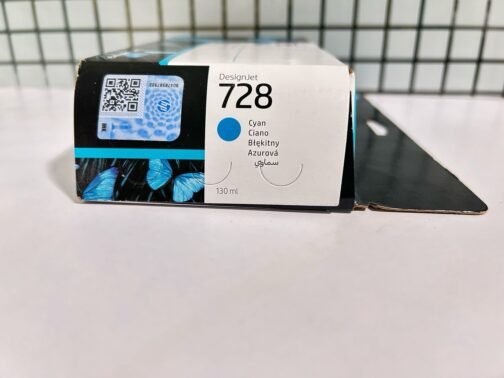 DesignJet
728
Cyan
Ciano
Błękitny
Azurová
سماوي
130 ml